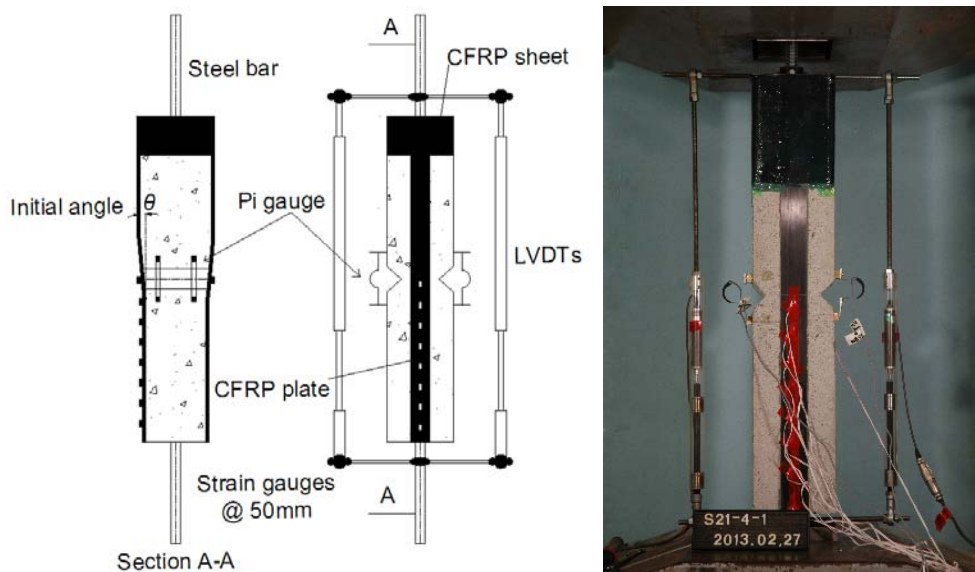 A
Steel bar
CFRP sheet
Initial angle
θ
Pi gauge
LVDTs
CFRP plate
Strain gauges
@ 50mm
A
Section A-A
S21-4-1
2013.02.27